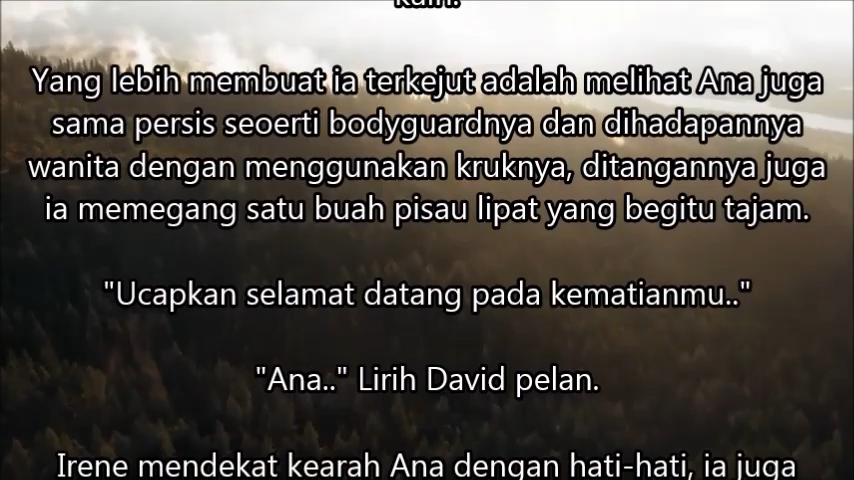 kain.
Yang lebih membuat ia terkejut adalah melihat Ana juga
sama persis seoerti bodyguardnya dan dihadapannya
wanita dengan menggunakan kruknya, ditangannya juga
ia memegang satu buah pisau lipat yang begitu tajam.
"Ucapkan selamat datang pada kematianmu.."
"Ana.." Lirih David pelan.
Irene mendekat kearah Ana dengan hati-hati, ia juga